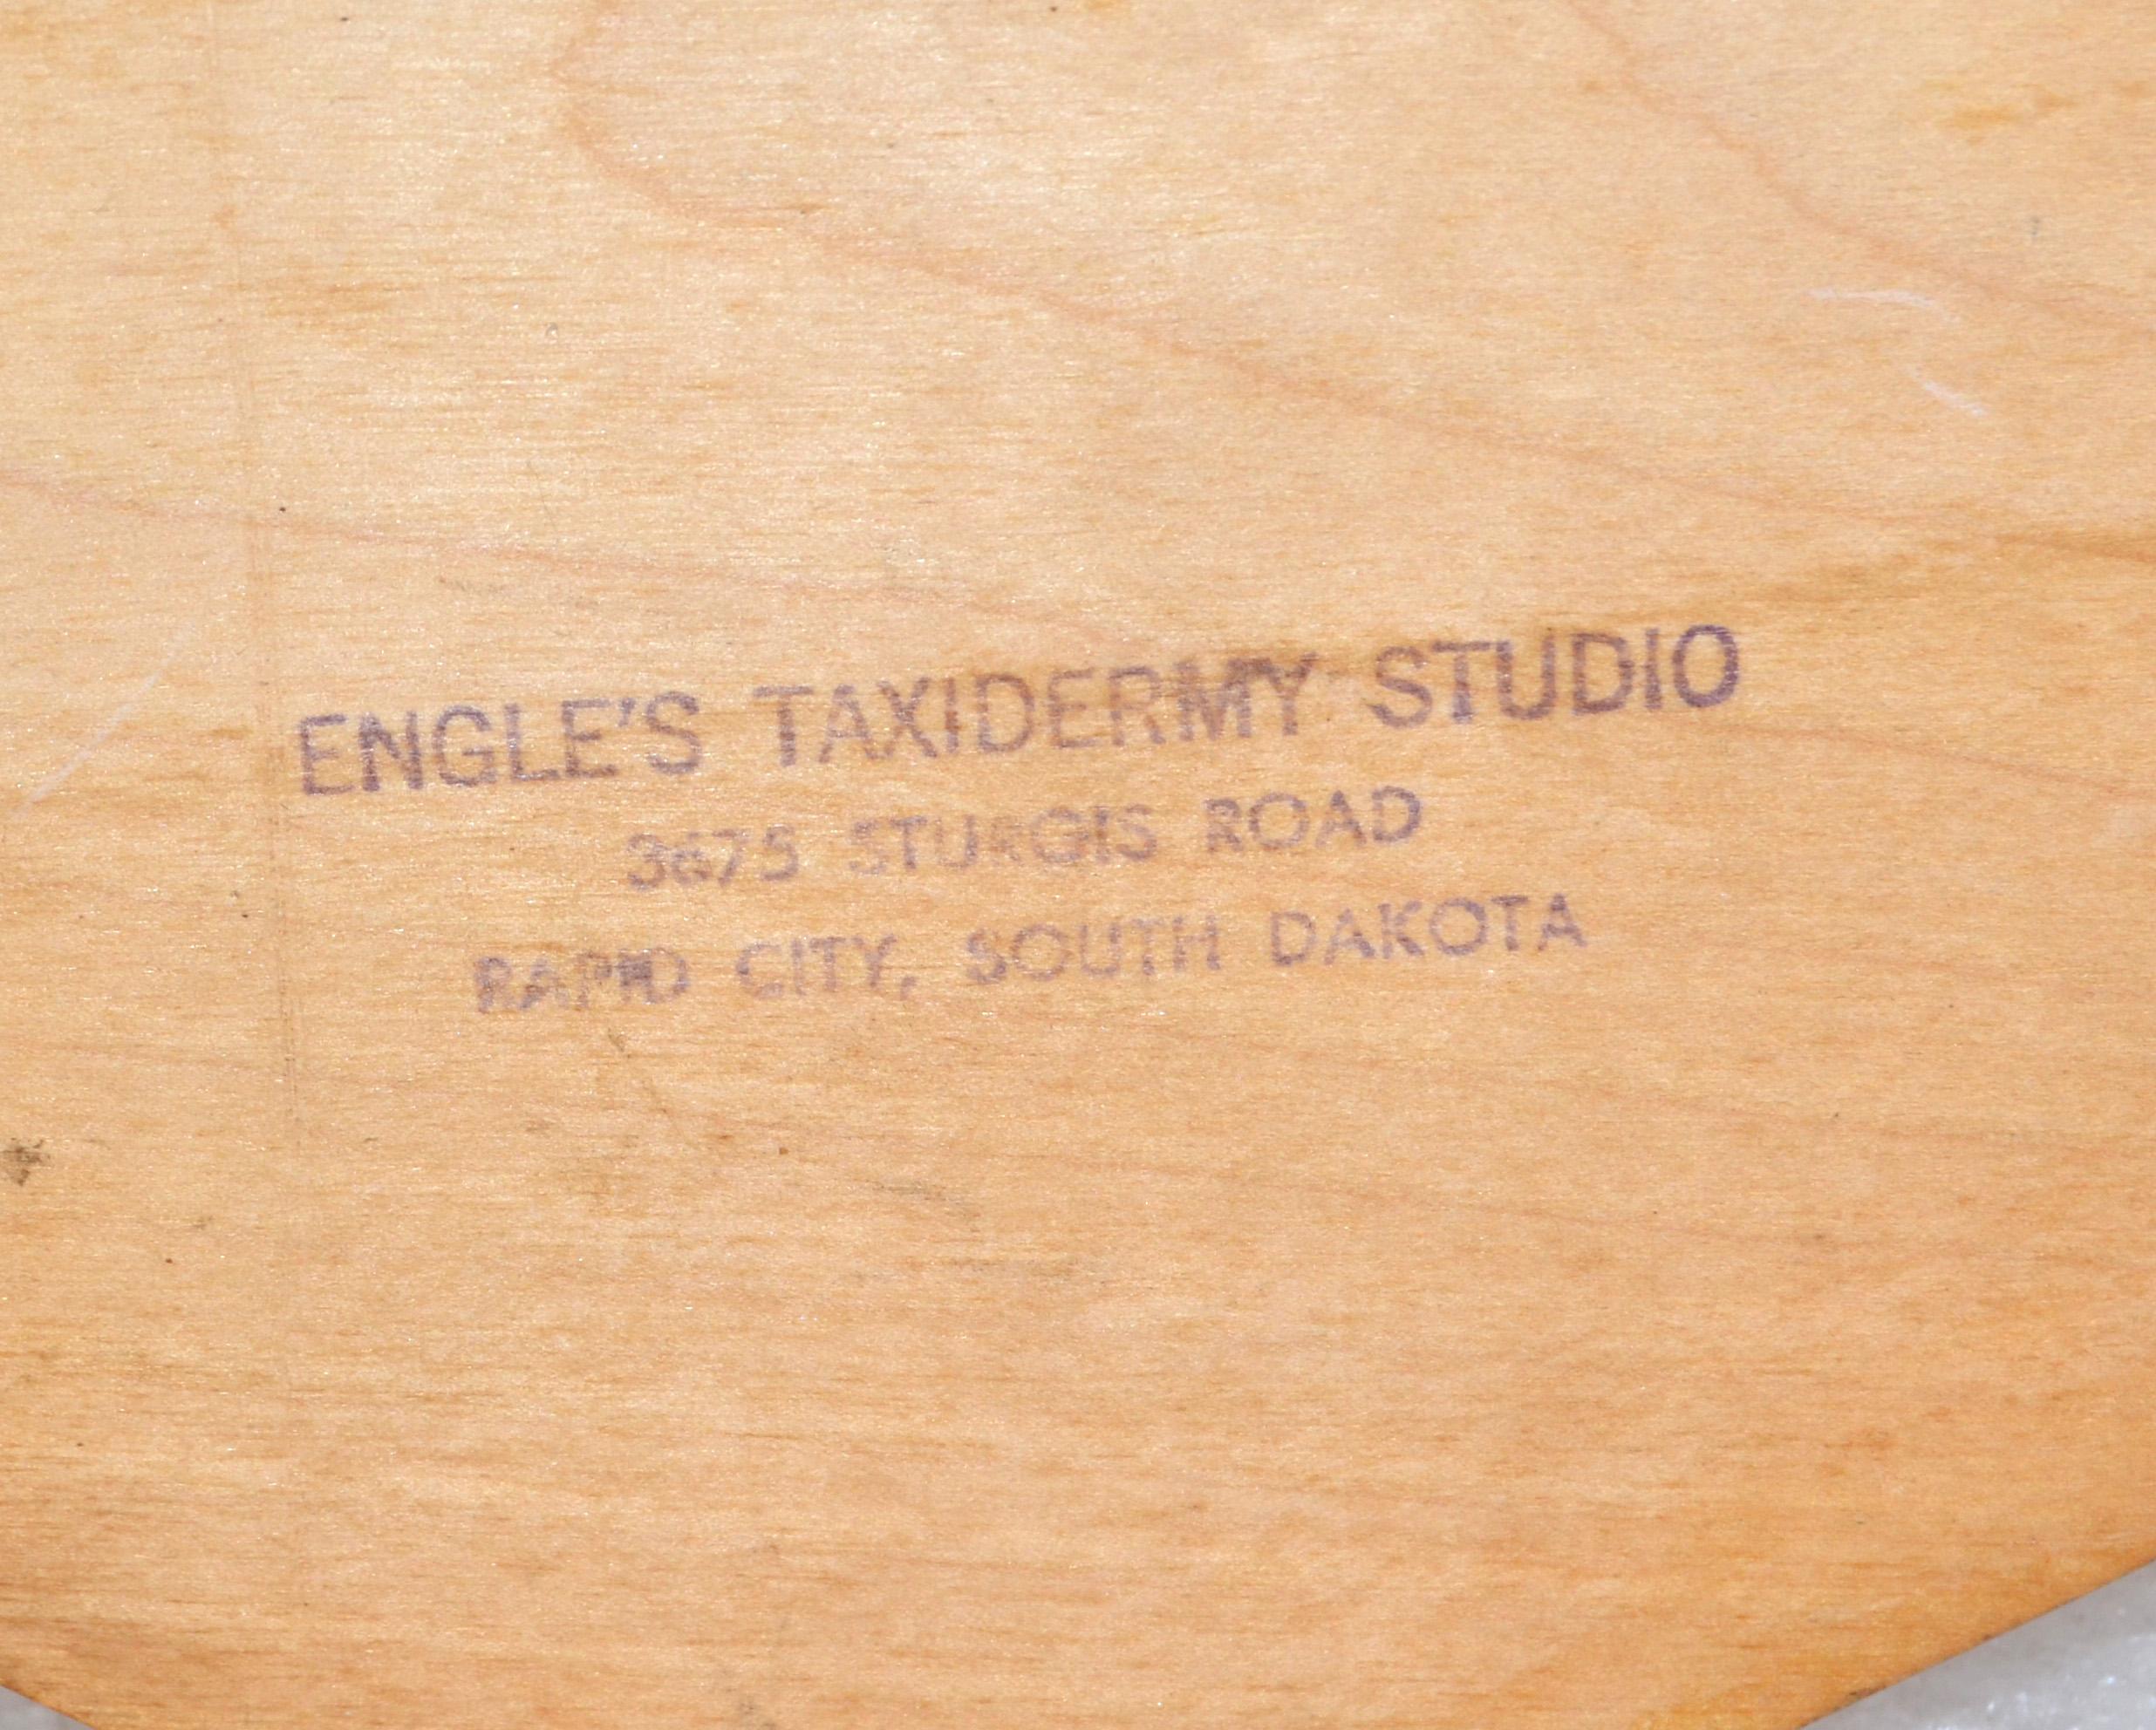 ENGLE'S TAXIDERMY STUDIO
3675 STURGIS ROAD
RAPID CITY, SOUTH DAKOTA